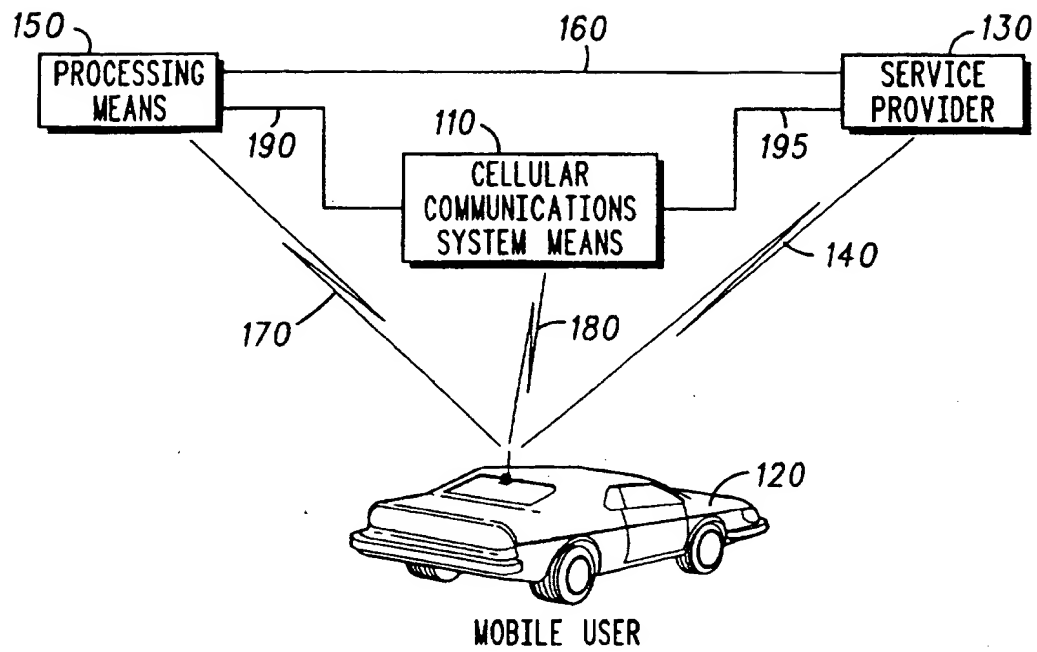 150
PROCESSING
MEANS
160
130
SERVICE
PROVIDER
190
110
CELLULAR
COMMUNICATIONS
SYSTEM MEANS
195
140
170
180
120
MOBILE USER